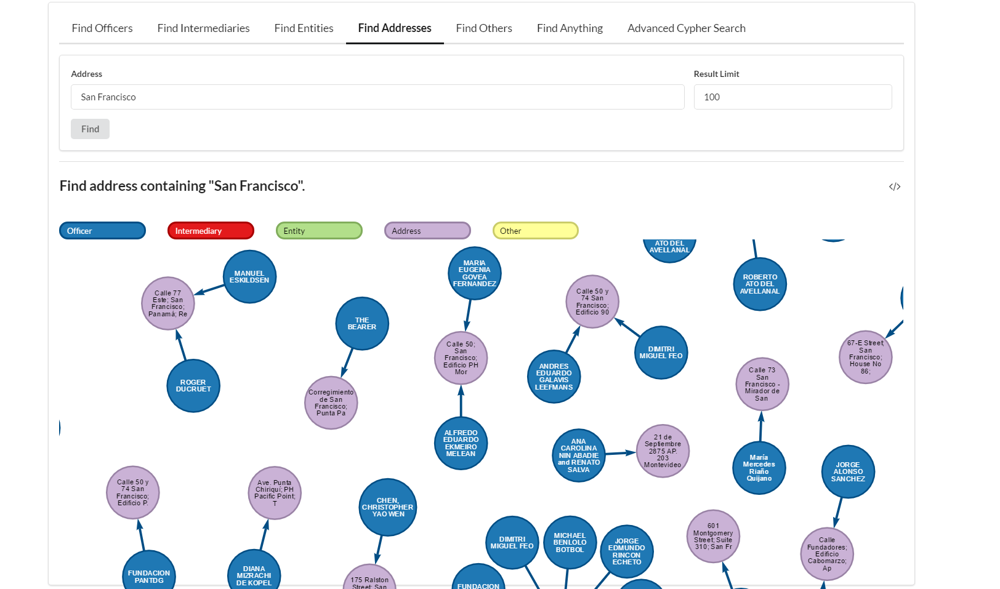 Find Officers
Find Intermediaries
Find Entities
Find Addresses
Find Others
Find Anything
Advanced Cypher Search
Address
Result Limit
San Francisco
100
Find
Find address containing "San Francisco".
</>
Officer
Intermediary
Entity
Address
Other
MANUEL
ESKILDSEN
Calle 77
Este; San
Francisco;
Panamá; Re
ROGER
DUCRUET
THE
BEARER
Corregimiento
de San
Francisco;
Punta Pa
MARIA
EUGENIA
GOVEA
FERNANDEZ
Calle 50;
San
Francisco;
Edificio PH
Mor
ALFREDO
EDUARDO
EKMEIRO
MELEAN
ATO DEL
AVELLANAL
Calle 50 y
74 San
Francisco;
Edificio 90
ANDRES
EDUARDO
GALAVIS
LEEFMANS
DIMITRI
MIGUEL FEO
ROBERTO
ATO DEL
AVELLANAL
67-E Street;
San
Francisco;
House No
86;
Calle 73
San
Francisco -
Mirador de
San
María
Mercedes
Riaño
Quijano
ANA
CAROLINA
NIN ABADIE
and RENATO
SALVA
21 de
Septiembre
2875 AP.
203
Montevideo
JORGE
ALONSO
SANCHEZ
Calle
Fundadores;
Edificio
Cabomarzo;
Ap
Calle 50 y
74 San
Francisco;
Edificio P.
FUNDACION
PANTDG
Ave. Punta
Chiriquí; PH
Pacific Point;
T
DIANA
MIZRACHI
DE KOPEL
CHEN,
CHRISTOPHER
YAO WEN
175 Ralston
Street; San
DIMITRI
MIGUEL FEO
MICHAEL
BENLOLO
BOTBOL
JORGE
EDMUNDO
RINCON
ECHETO
FUNDACION
601
Montgomery
Street; Suite
310; San Fr